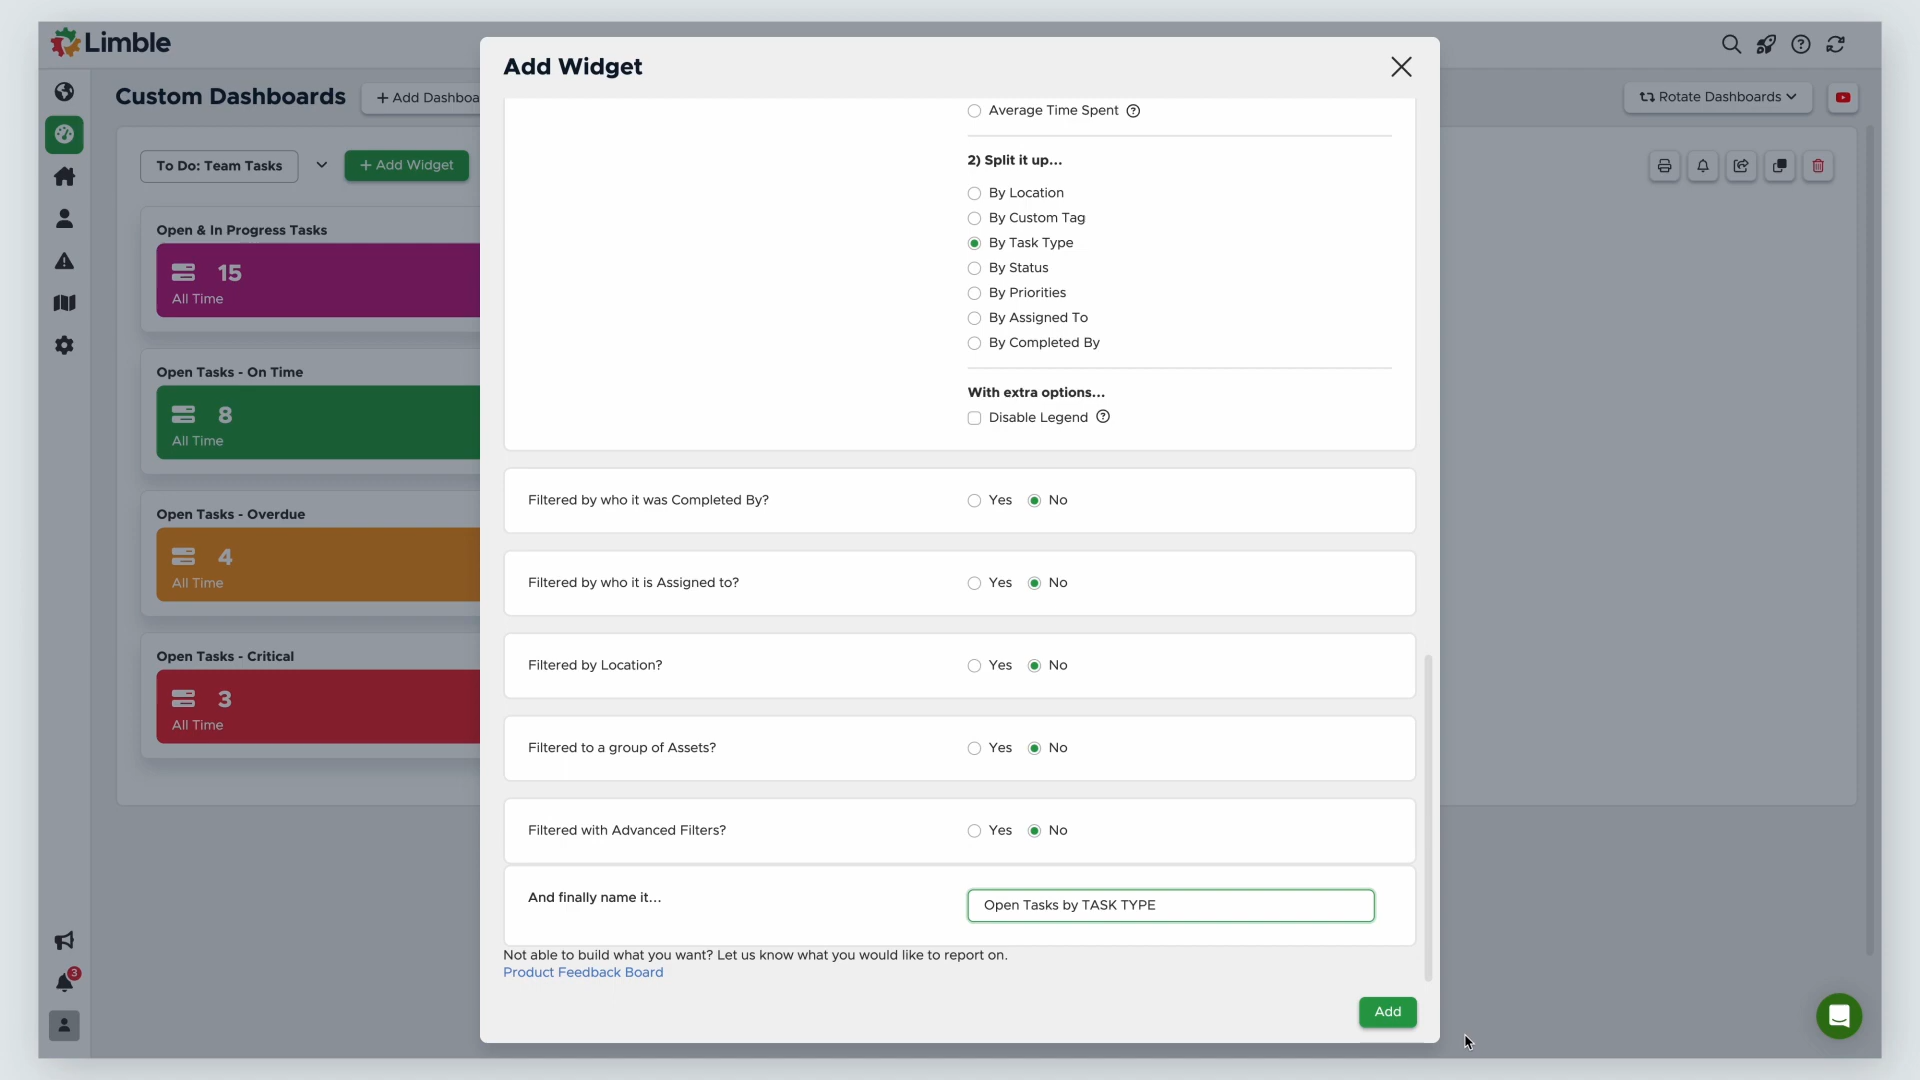 Limble
Custom Dashboards
+ Add Dashboa
Rotate Dashboards
To Do: Team Tasks
+ Add Widget
Open & In Progress Tasks
15
All Time
Open Tasks - On Time
8
All Time
Open Tasks - Overdue
4
All Time
Open Tasks - Critical
3
All Time
3
Add Widget
Average Time Spent
2) Split it up...
By Location
By Custom Tag
By Task Type
By Status
By Priorities
By Assigned To
By Completed By
With extra options...
Disable Legend
Filtered by who it was Completed By? Yes No
Filtered by who it is Assigned to? Yes No
Filtered by Location? Yes No
Filtered to a group of Assets? Yes No
Filtered with Advanced Filters? Yes No
And finally name it... Open Tasks by TASK TYPE
Not able to build what you want? Let us know what you would like to report on.
Product Feedback Board
Add